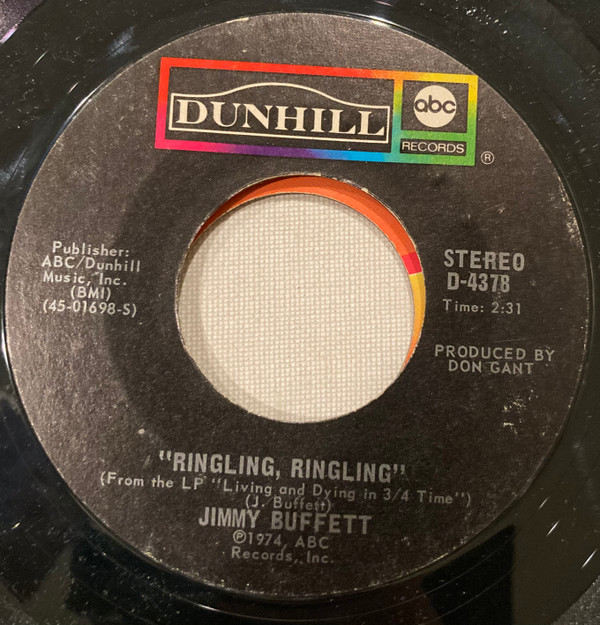 DUNHILL
abc
RECORDS
®
Publisher:
ABC/Dunhill
Music, Inc.
(BMI)
(45-01698-S)
STEREO
D-4378
Time: 2:31
PRODUCED BY
DON GANT
"RINGLING, RINGLING"
(From the LP "Living and Dying in 3/4 Time")
(J. Buffett)
JIMMY BUFFETT
℗1974, ABC
Records, Inc.